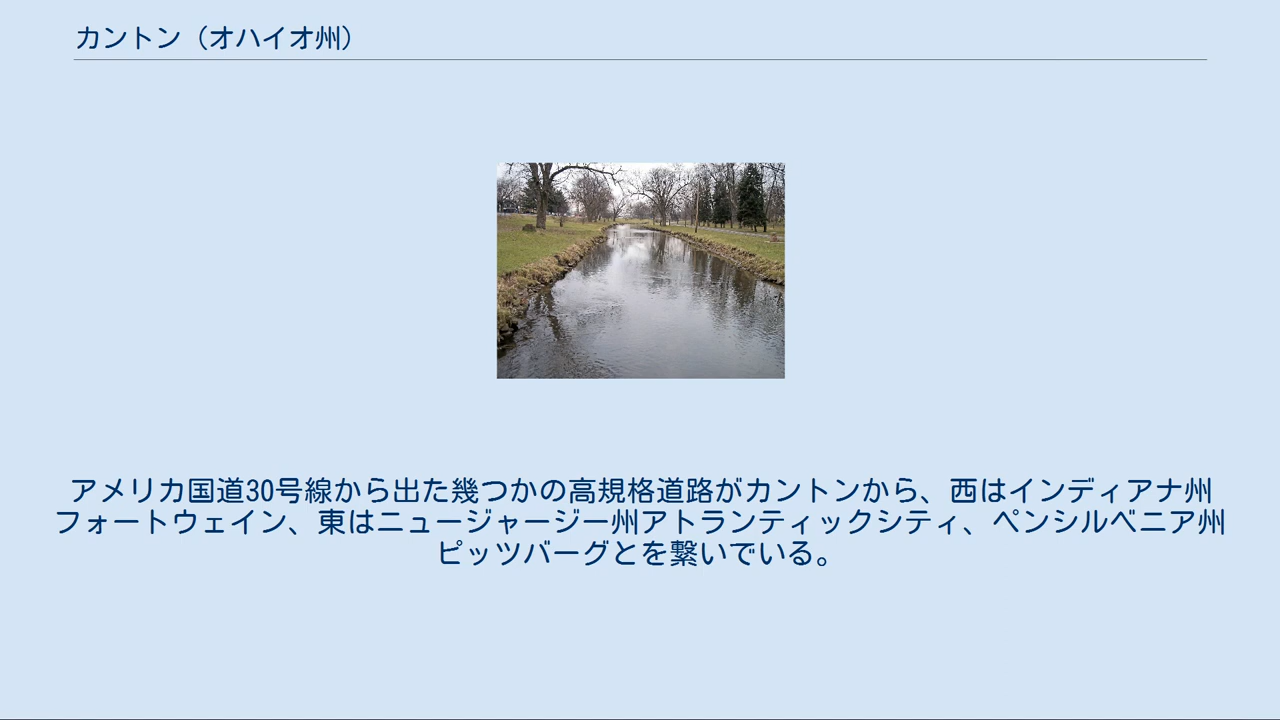 カントン（オハイオ州）
アメリカ国道30号線から出た幾つかの高規格道路がカントンから、西はインディアナ州
フォートウェイン、東はニュージャージー州アトランティックシティ、ペンシルベニア州
ピッツバーグとを繋いでいる。